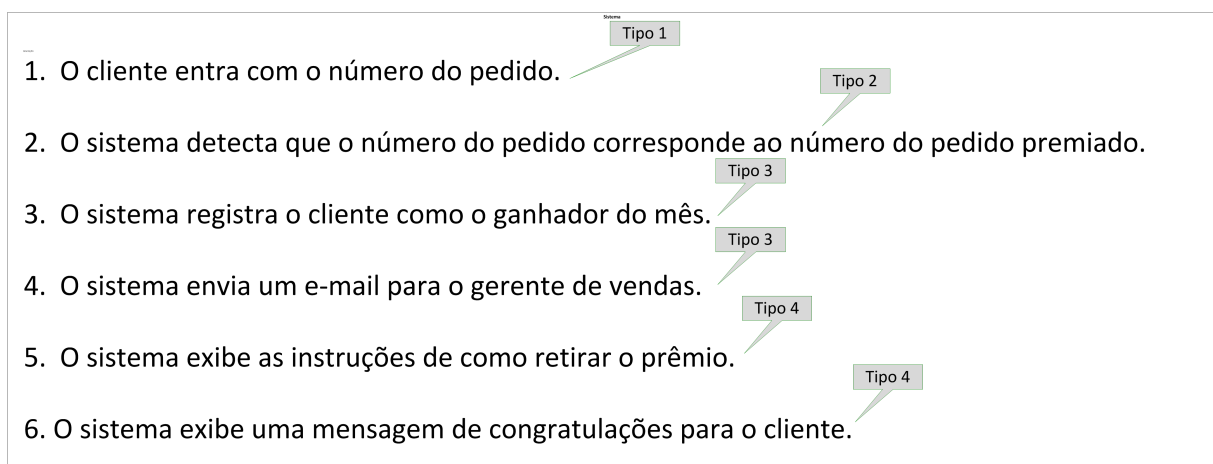 Sistema
Tipo 1
1. O cliente entra com o número do pedido.
Tipo 2
2. O sistema detecta que o número do pedido corresponde ao número do pedido premiado.
Tipo 3
3. O sistema registra o cliente como o ganhador do mês.
Tipo 3
4. O sistema envia um e-mail para o gerente de vendas.
Tipo 4
5. O sistema exibe as instruções de como retirar o prêmio.
Tipo 4
6. O sistema exibe uma mensagem de congratulações para o cliente.